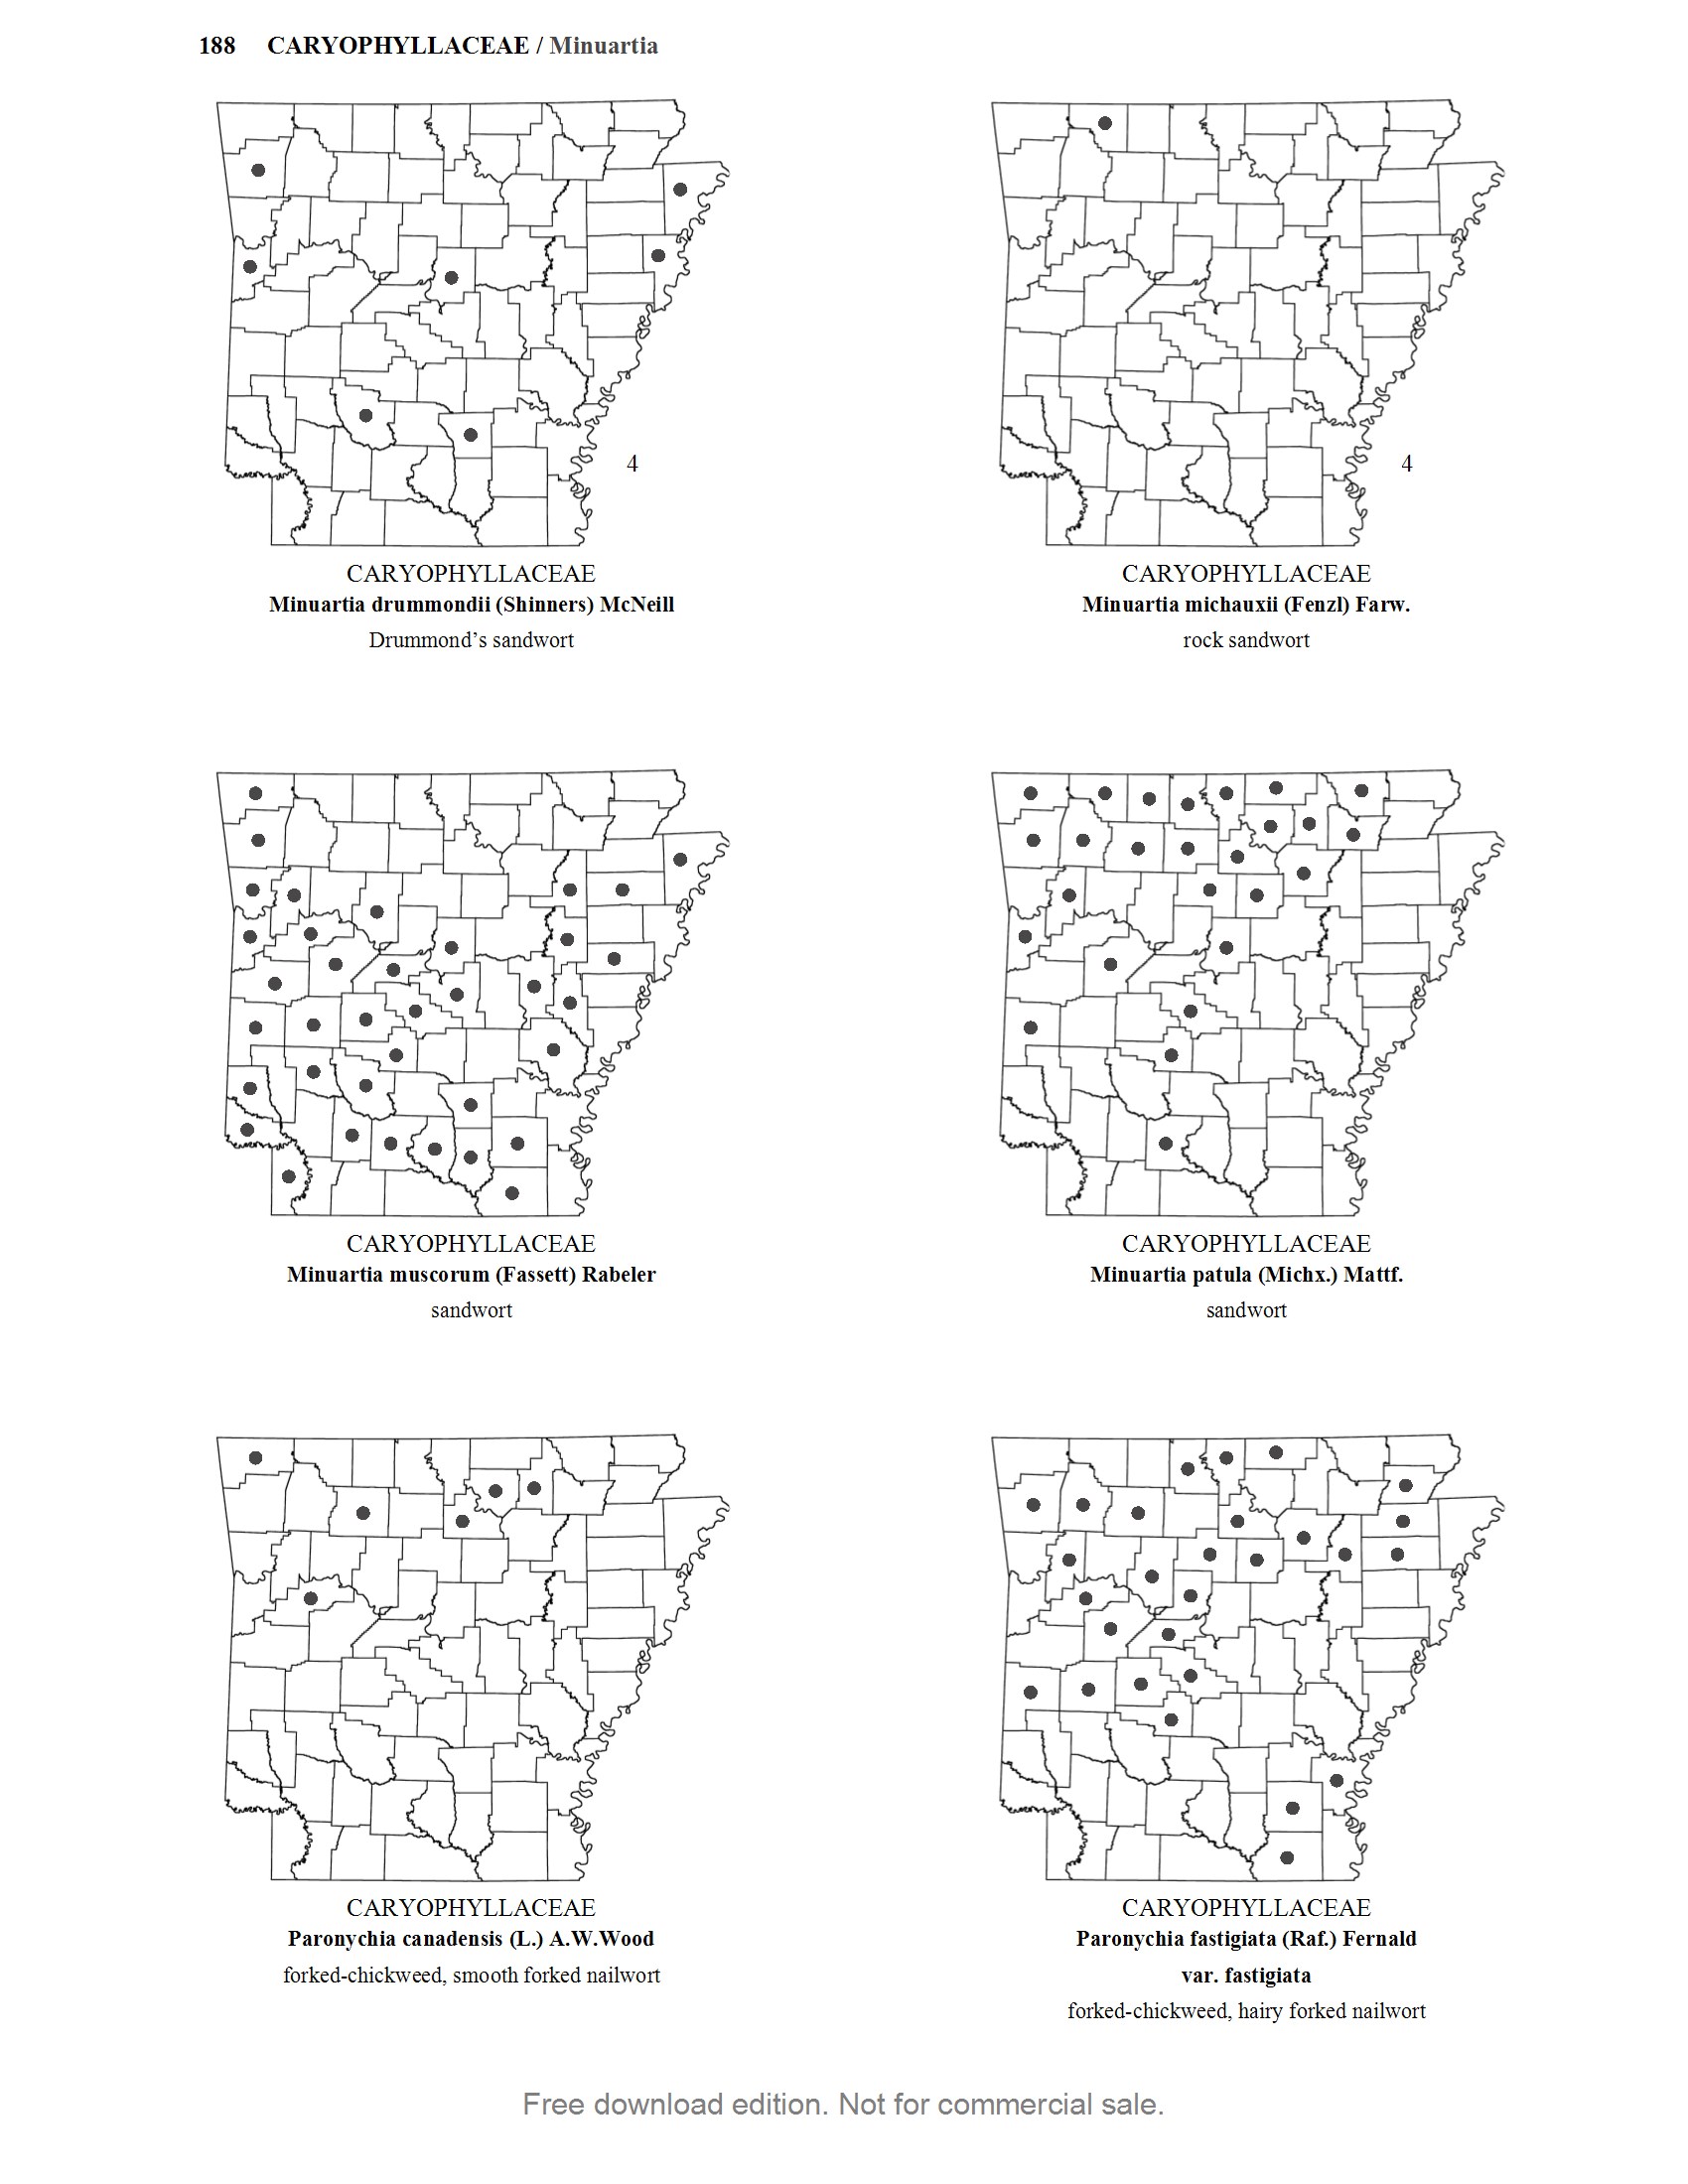 188 CARYOPHYLLACEAE / Minuartia
4
CARYOPHYLLACEAE
Minuartia drummondii (Shinners) McNeill
Drummond’s sandwort
4
CARYOPHYLLACEAE
Minuartia michauxii (Fenzl) Farw.
rock sandwort
CARYOPHYLLACEAE
Minuartia muscorum (Fassett) Rabeler
sandwort
CARYOPHYLLACEAE
Minuartia patula (Michx.) Mattf.
sandwort
CARYOPHYLLACEAE
Paronychia canadensis (L.) A.W.Wood
forked-chickweed, smooth forked nailwort
CARYOPHYLLACEAE
Paronychia fastigiata (Raf.) Fernald
var. fastigiata
forked-chickweed, hairy forked nailwort
Free download edition. Not for commercial sale.